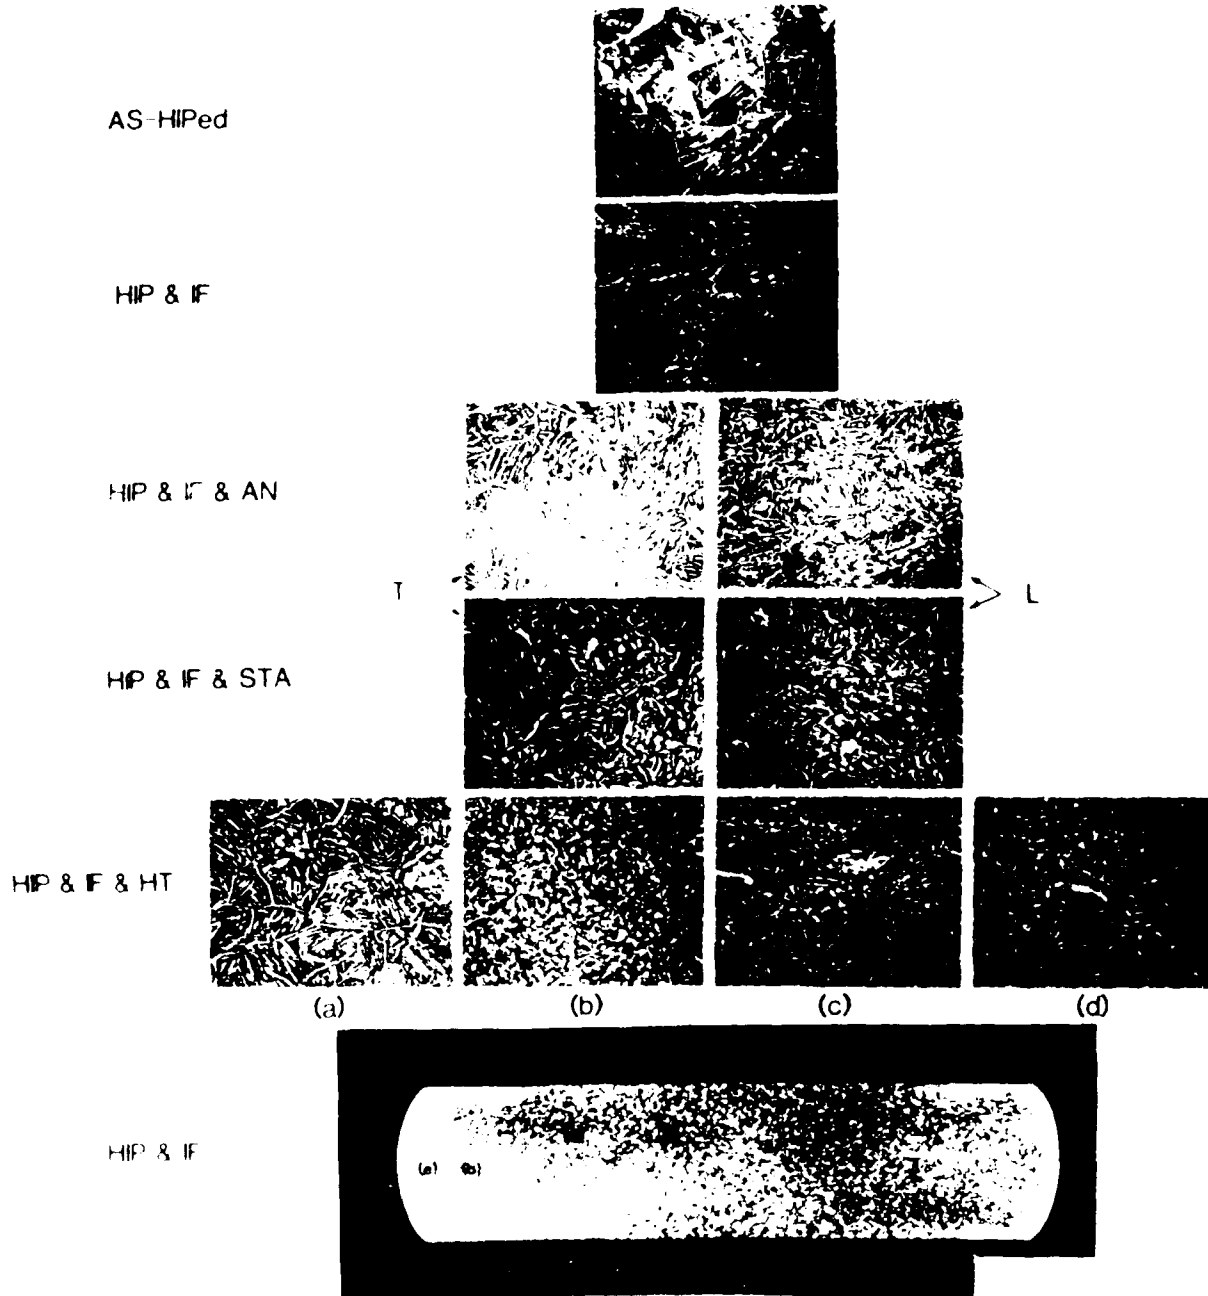 AS-HIPed
HIP & IF
HIP & IF & AN
T
L
HIP & IF & STA
HIP & IF & HT
(a) (b) (c) (d)
HIP & IF
(a) (b)